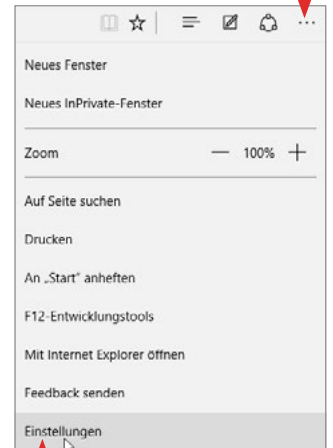 Neues Fenster
Neues InPrivate-Fenster
Zoom — 100% +
Auf Seite suchen
Drucken
An „Start“ anheften
F12-Entwicklungstools
Mit Internet Explorer öffnen
Feedback senden
Einstellungen